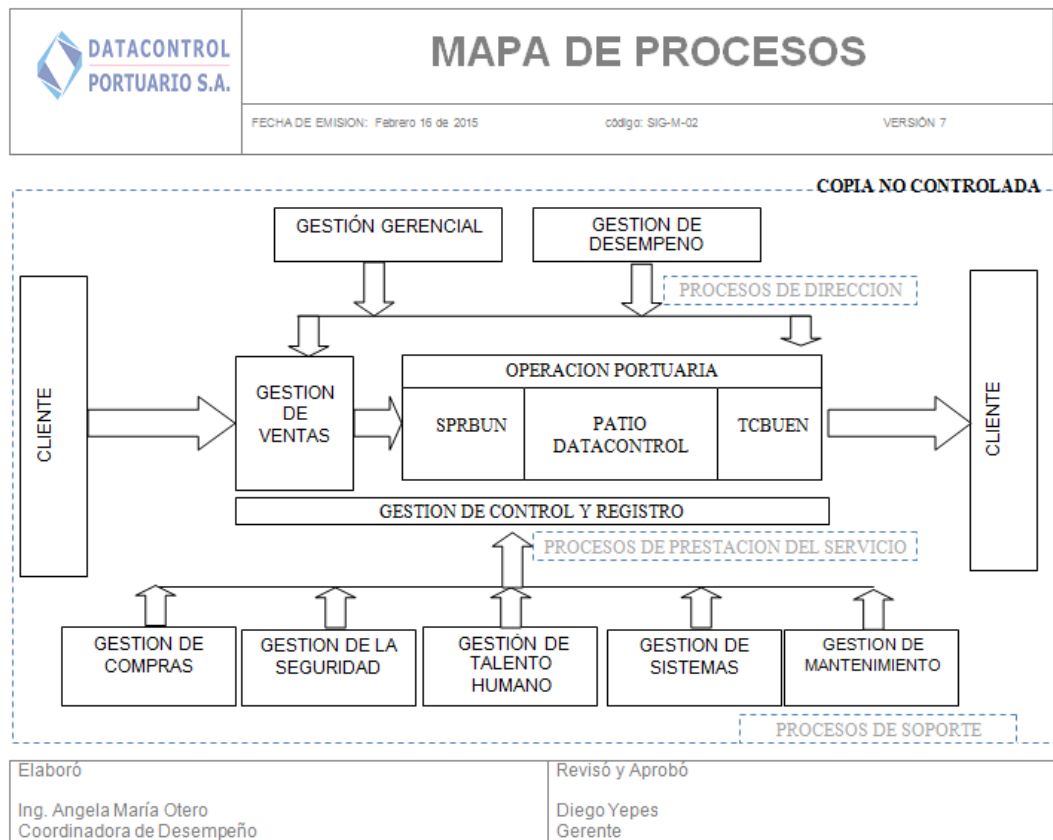 DATACONTROL
PORTUARIO S.A.
MAPA DE PROCESOS
FECHA DE EMISION: Febrero 16 de 2015 código: SIG-M-02 VERSIÓN 7
COPIA NO CONTROLADA
GESTIÓN GERENCIAL
GESTION DE
DESEMPEÑO
PROCESOS DE DIRECCION
CLIENTE
GESTION
DE
VENTAS
OPERACION PORTUARIA
SPRBUN
PATIO
DATACONTROL
TCBUEN
CLIENTE
GESTION DE CONTROL Y REGISTRO
PROCESOS DE PRESTACION DEL SERVICIO
GESTION DE
COMPRAS
GESTION DE LA
SEGURIDAD
GESTIÓN DE
TALENTO
HUMANO
GESTION DE
SISTEMAS
GESTION DE
MANTENIMIENTO
PROCESOS DE SOPORTE
Elaboró
Ing. Angela María Otero
Coordinadora de Desempeño
Revisó y Aprobó
Diego Yepes
Gerente